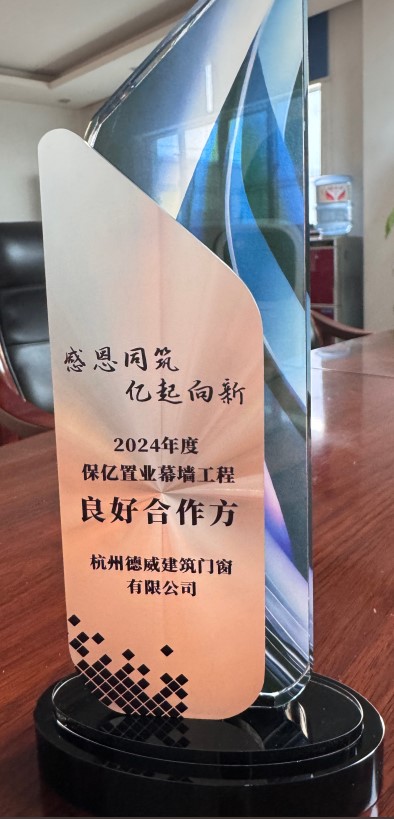 感恩同筑
亿起向新
2024年度
保亿置业幕墙工程
良好合作方
杭州德威建筑门窗
有限公司